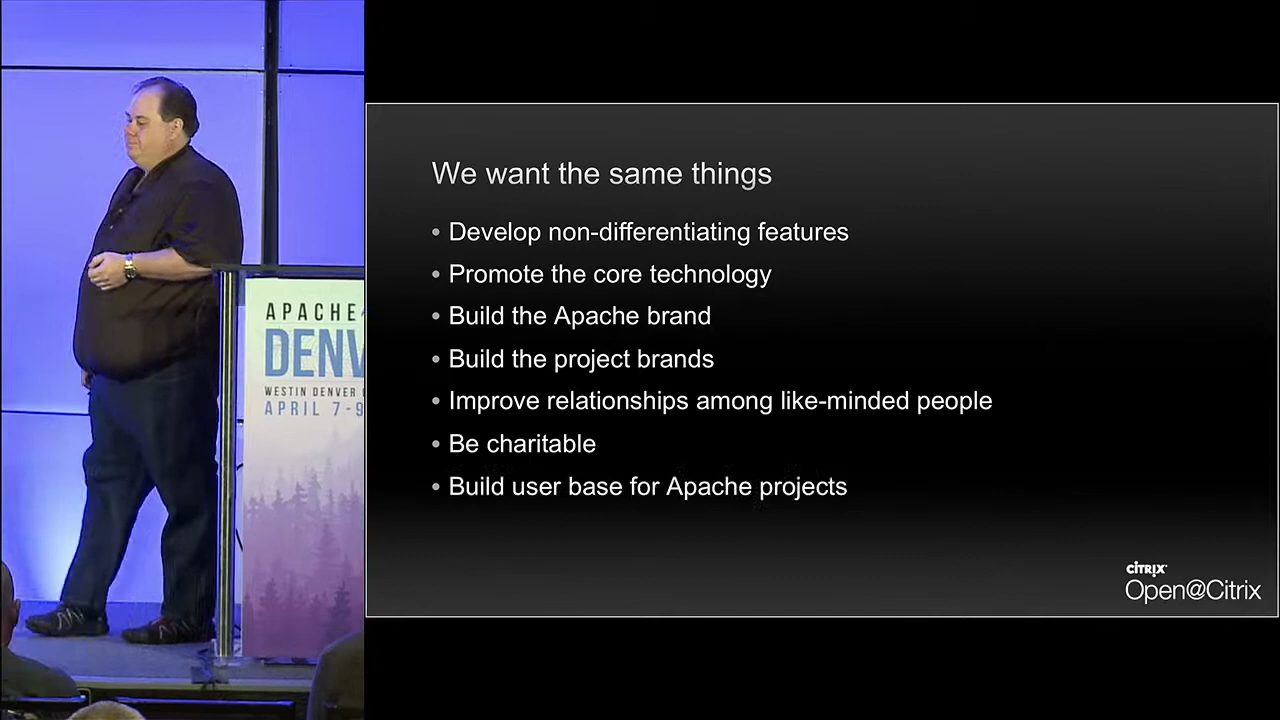 APACHE
DENV
WESTIN DENVER
APRIL 7-9
We want the same things
• Develop non-differentiating features
• Promote the core technology
• Build the Apache brand
• Build the project brands
• Improve relationships among like-minded people
• Be charitable
• Build user base for Apache projects
CITRIX
Open@Citrix